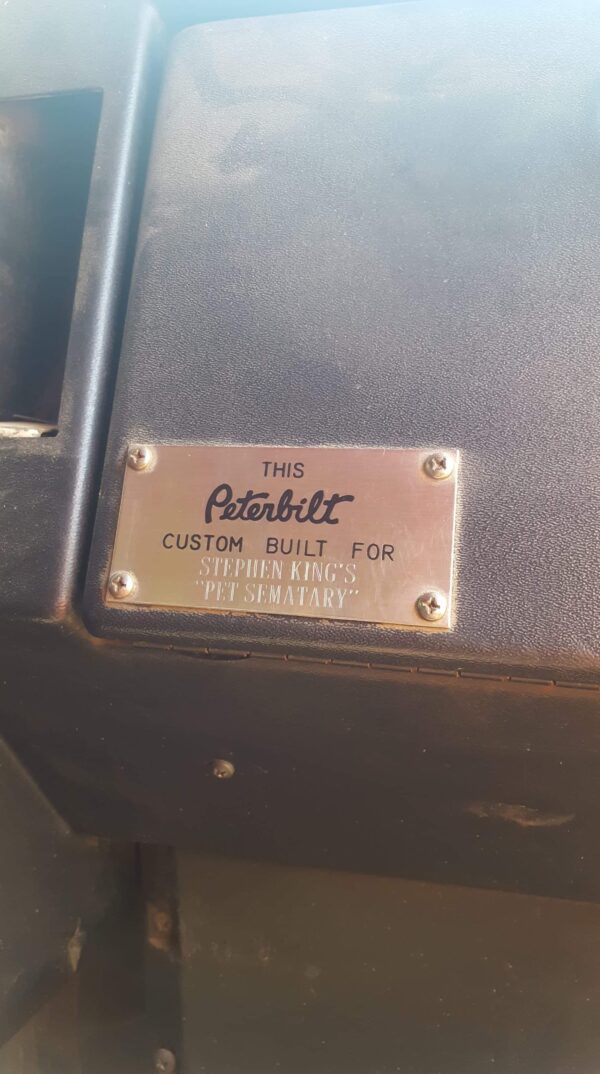 THIS
Peterbilt
CUSTOM BUILT FOR
STEPHEN KING'S
"PET SEMATARY"